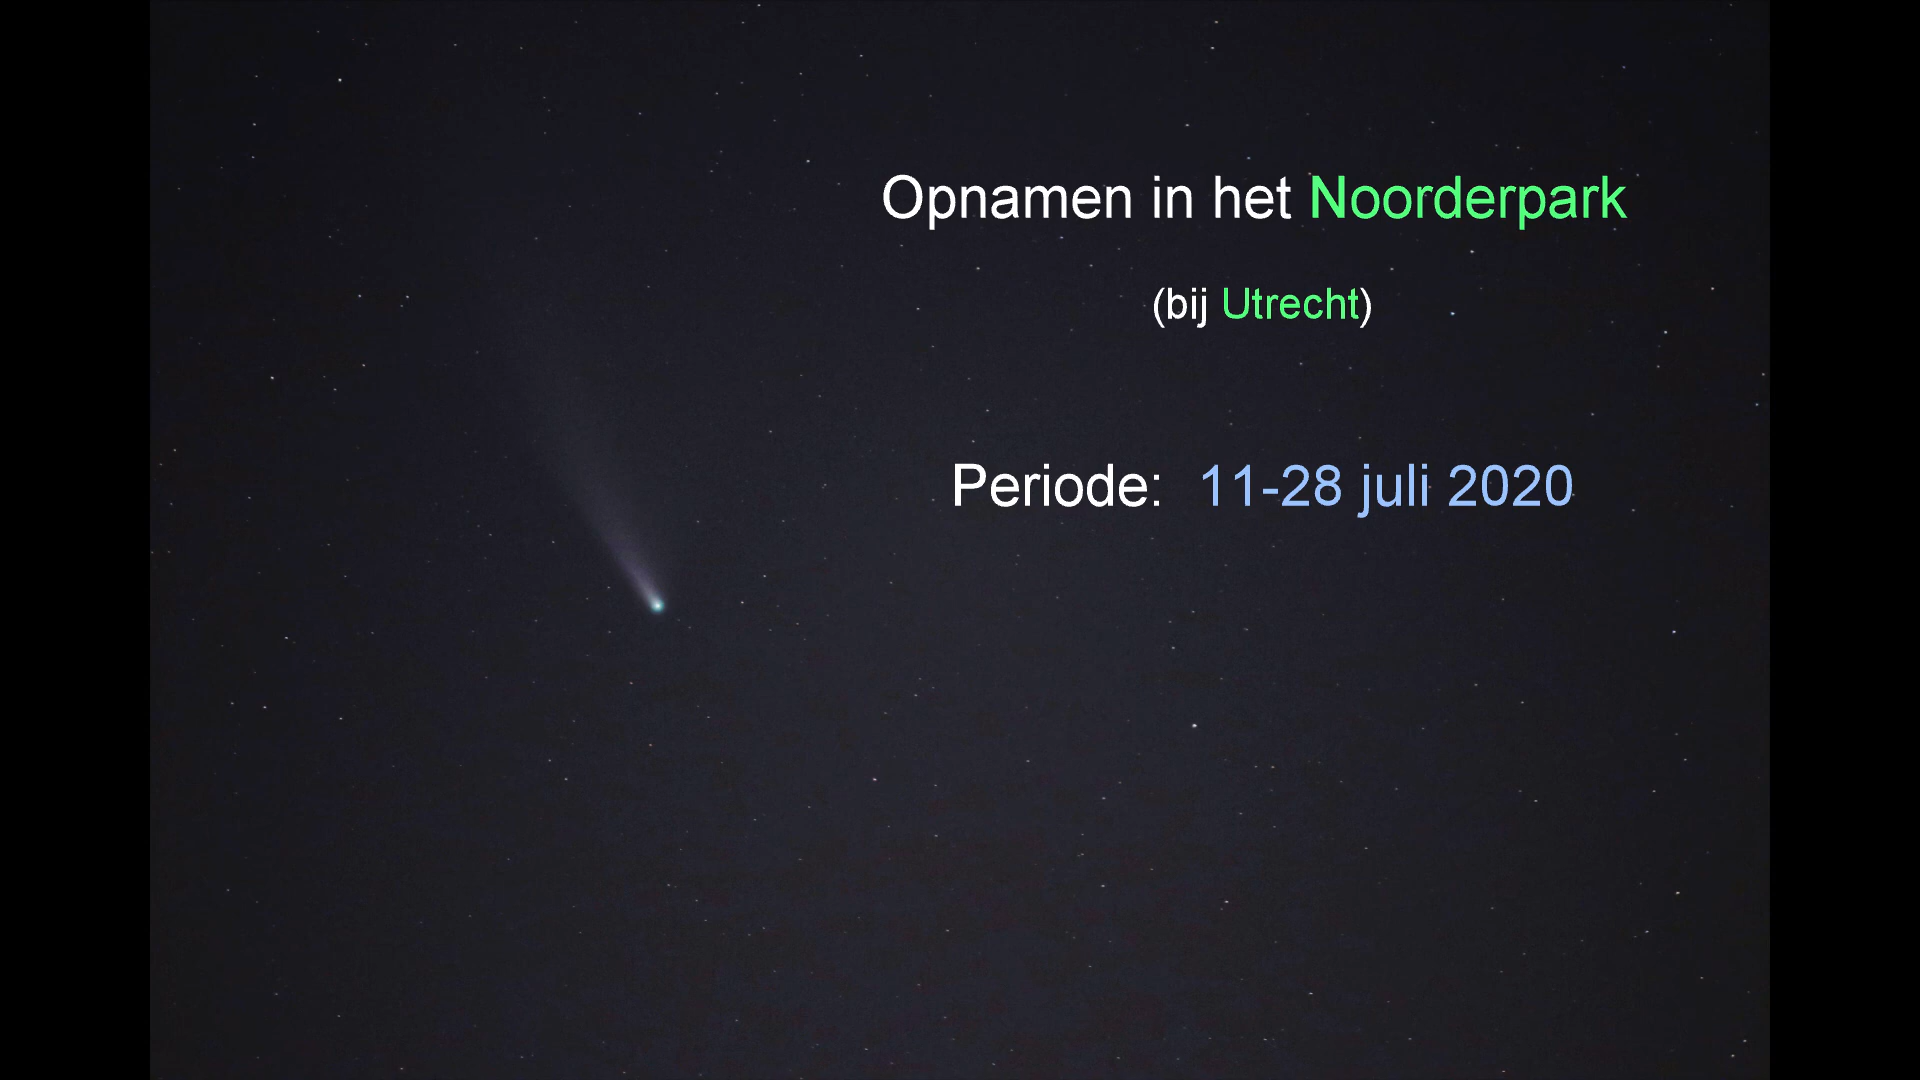 Opnamen in het Noorderpark
(bij Utrecht)
Periode: 11-28 juli 2020